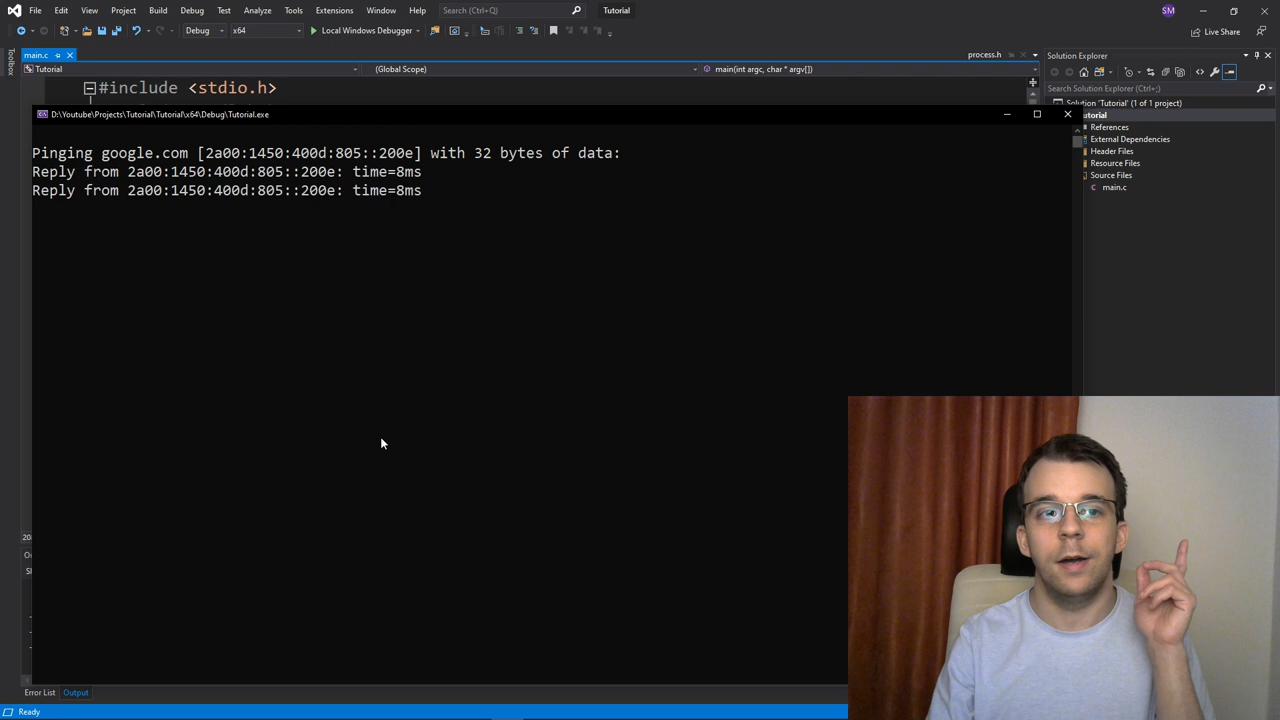 File Edit View Project Build Debug Test Analyze Tools Extensions Window Help Search (Ctrl+Q) Tutorial SM
Debug x64 Local Windows Debugger Live Share
Toolbox
main.c process.h Solution Explorer
Tutorial (Global Scope) main(int argc, char * argv[])
#include <stdio.h>
Search Solution Explorer (Ctrl+;)
Solution 'Tutorial' (1 of 1 project)
utorial
References
External Dependencies
Header Files
Resource Files
Source Files
main.c
D:\Youtube\Projects\Tutorial\Tutorial\x64\Debug\Tutorial.exe
Pinging google.com [2a00:1450:400d:805::200e] with 32 bytes of data:
Reply from 2a00:1450:400d:805::200e: time=8ms
Reply from 2a00:1450:400d:805::200e: time=8ms
Error List Output
Ready